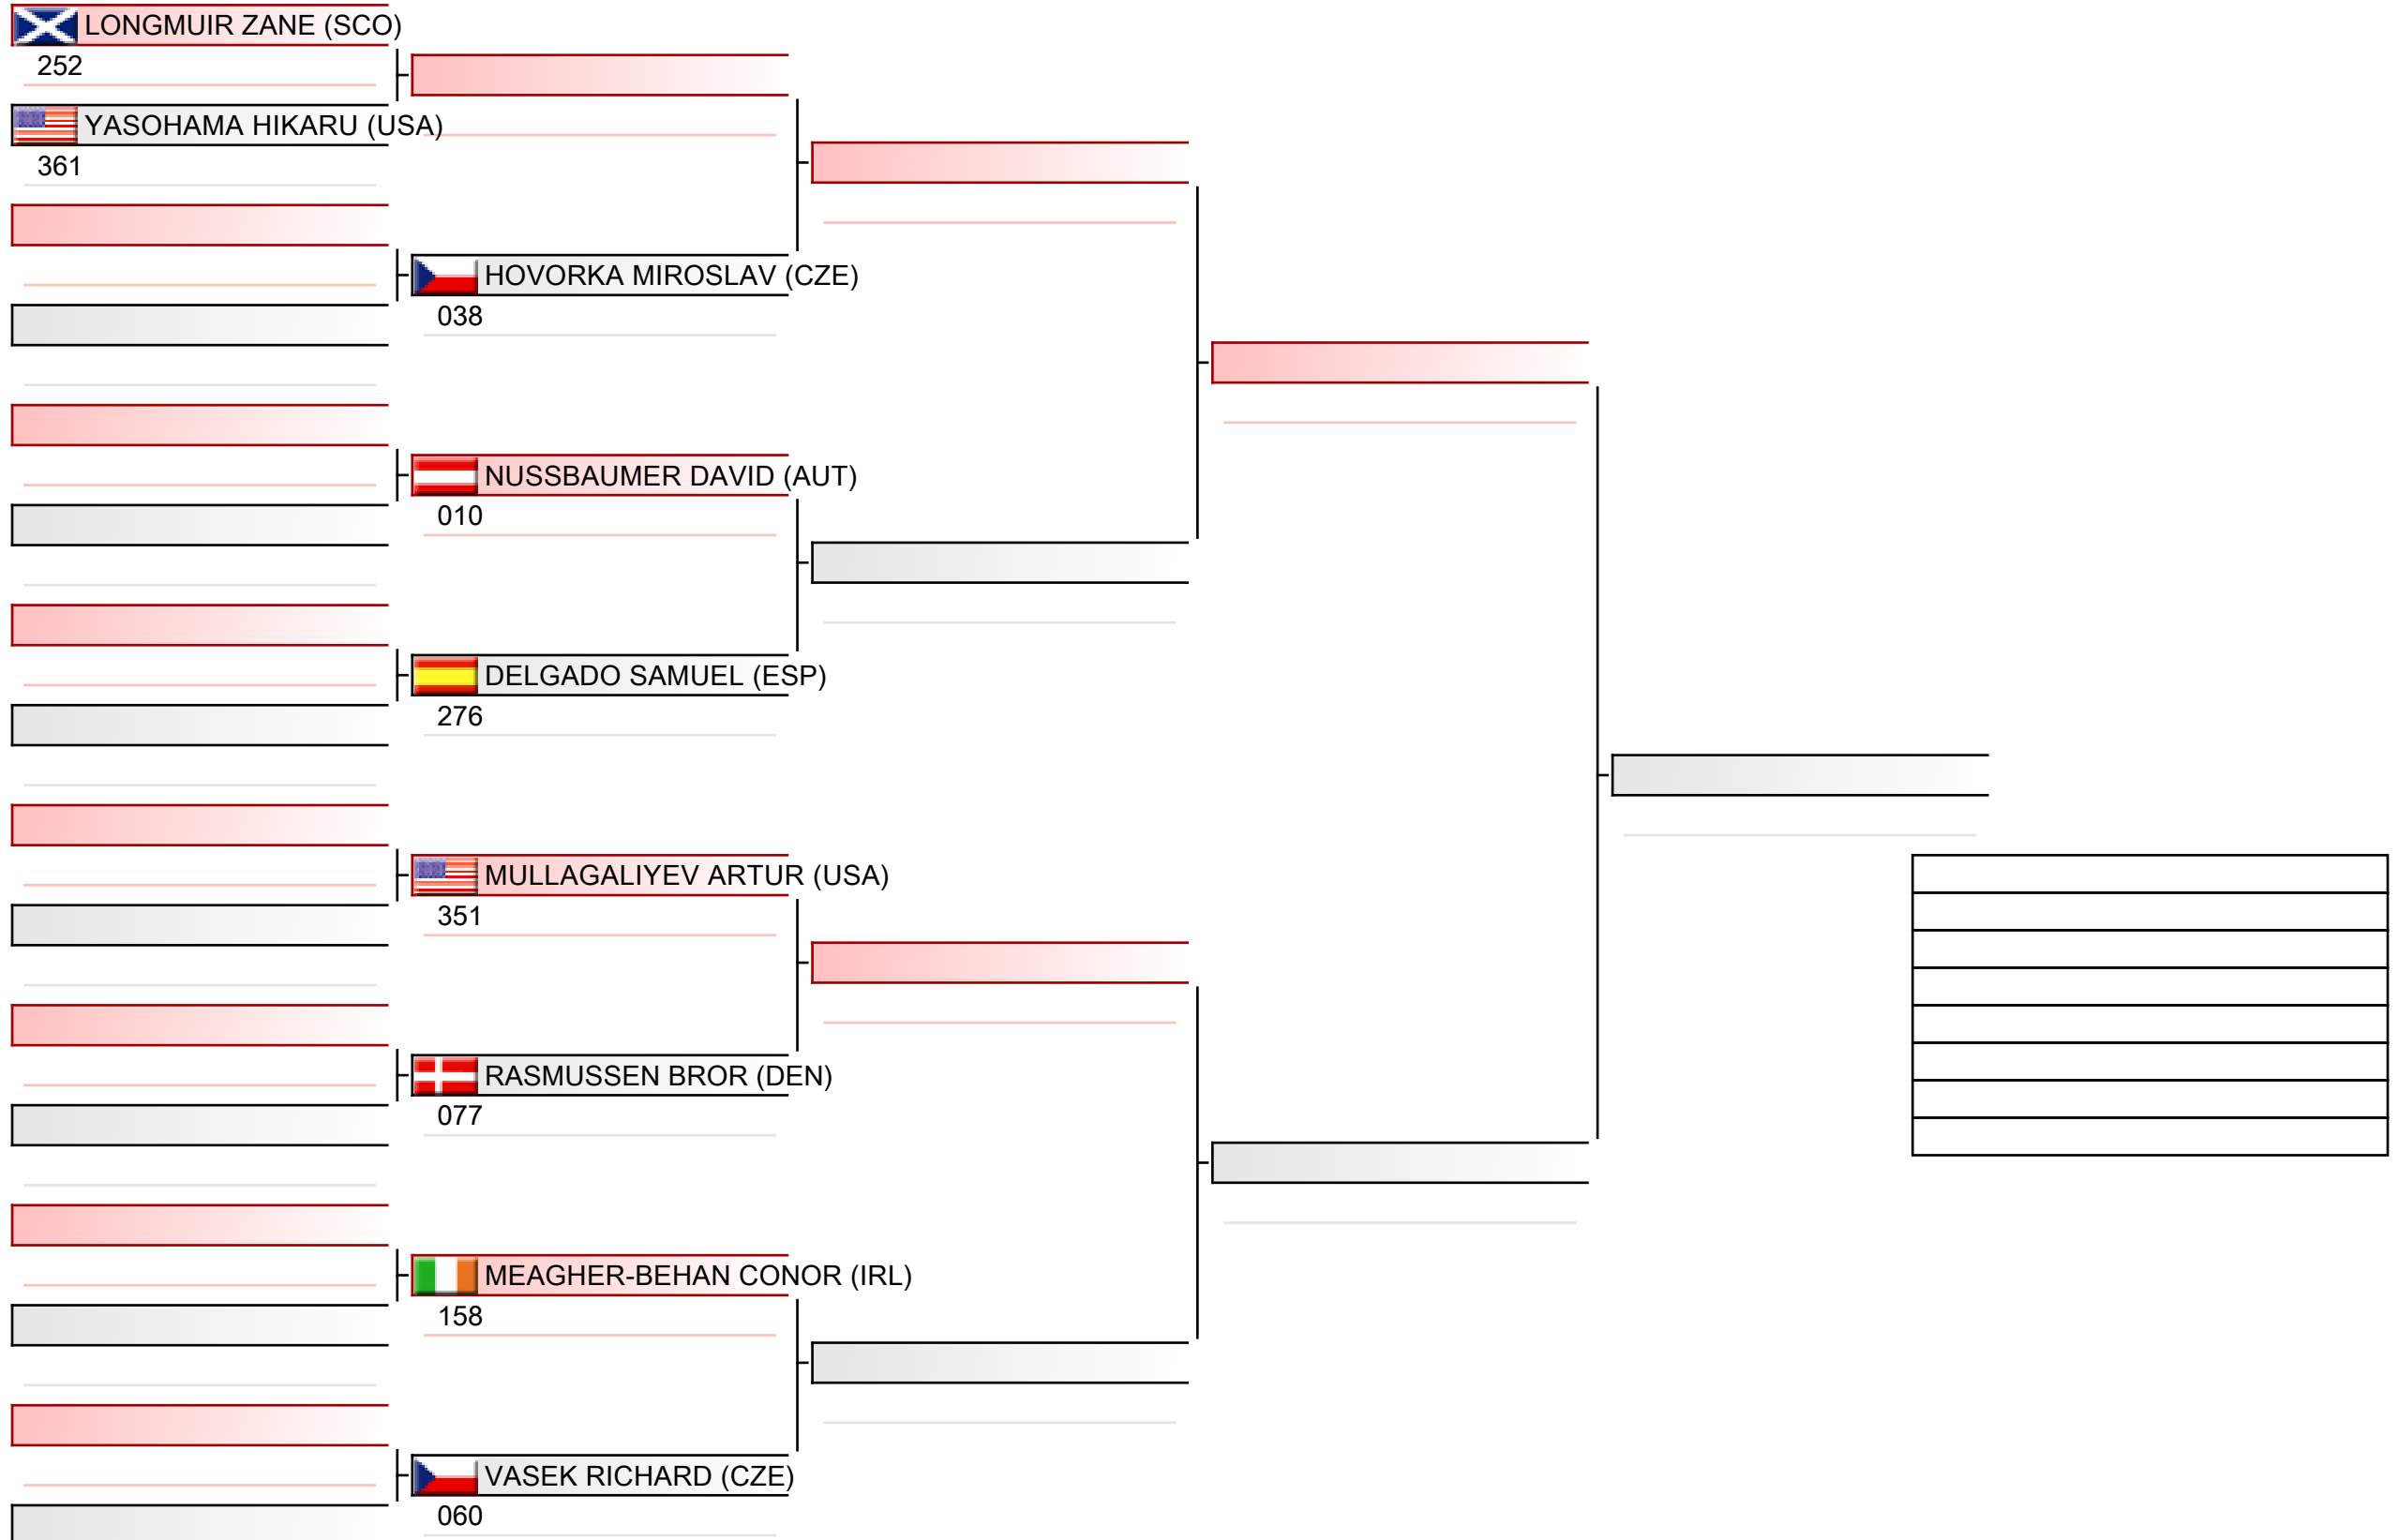 LONGMUIR ZANE (SCO)
252
YASOHAMA HIKARU (USA)
361
HOVORKA MIROSLAV (CZE)
038
NUSSBAUMER DAVID (AUT)
010
DELGADO SAMUEL (ESP)
276
MULLAGALIYEV ARTUR (USA)
351
RASMUSSEN BROR (DEN)
077
MEAGHER-BEHAN CONOR (IRL)
158
VASEK RICHARD (CZE)
060